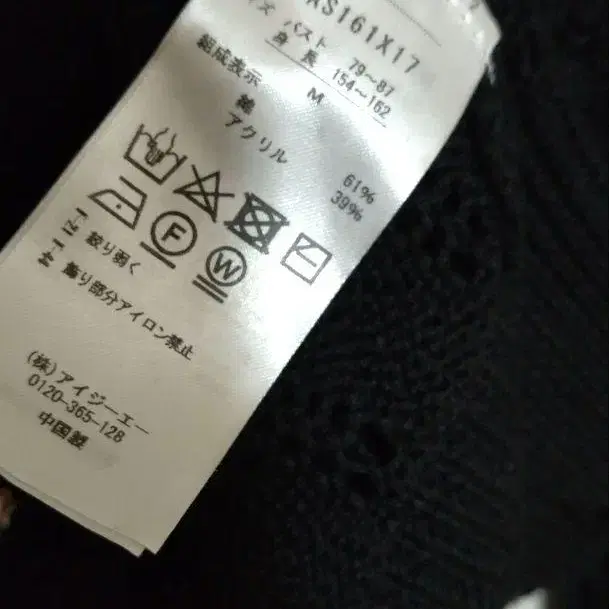 XS161X17
バスト 79~87
身長 154~162
M
組成表示
綿 61%
アクリル 39%
F W
絞り弱く
飾り部分アイロン禁止
(株)アイジーエー
0120-365-128
中国製